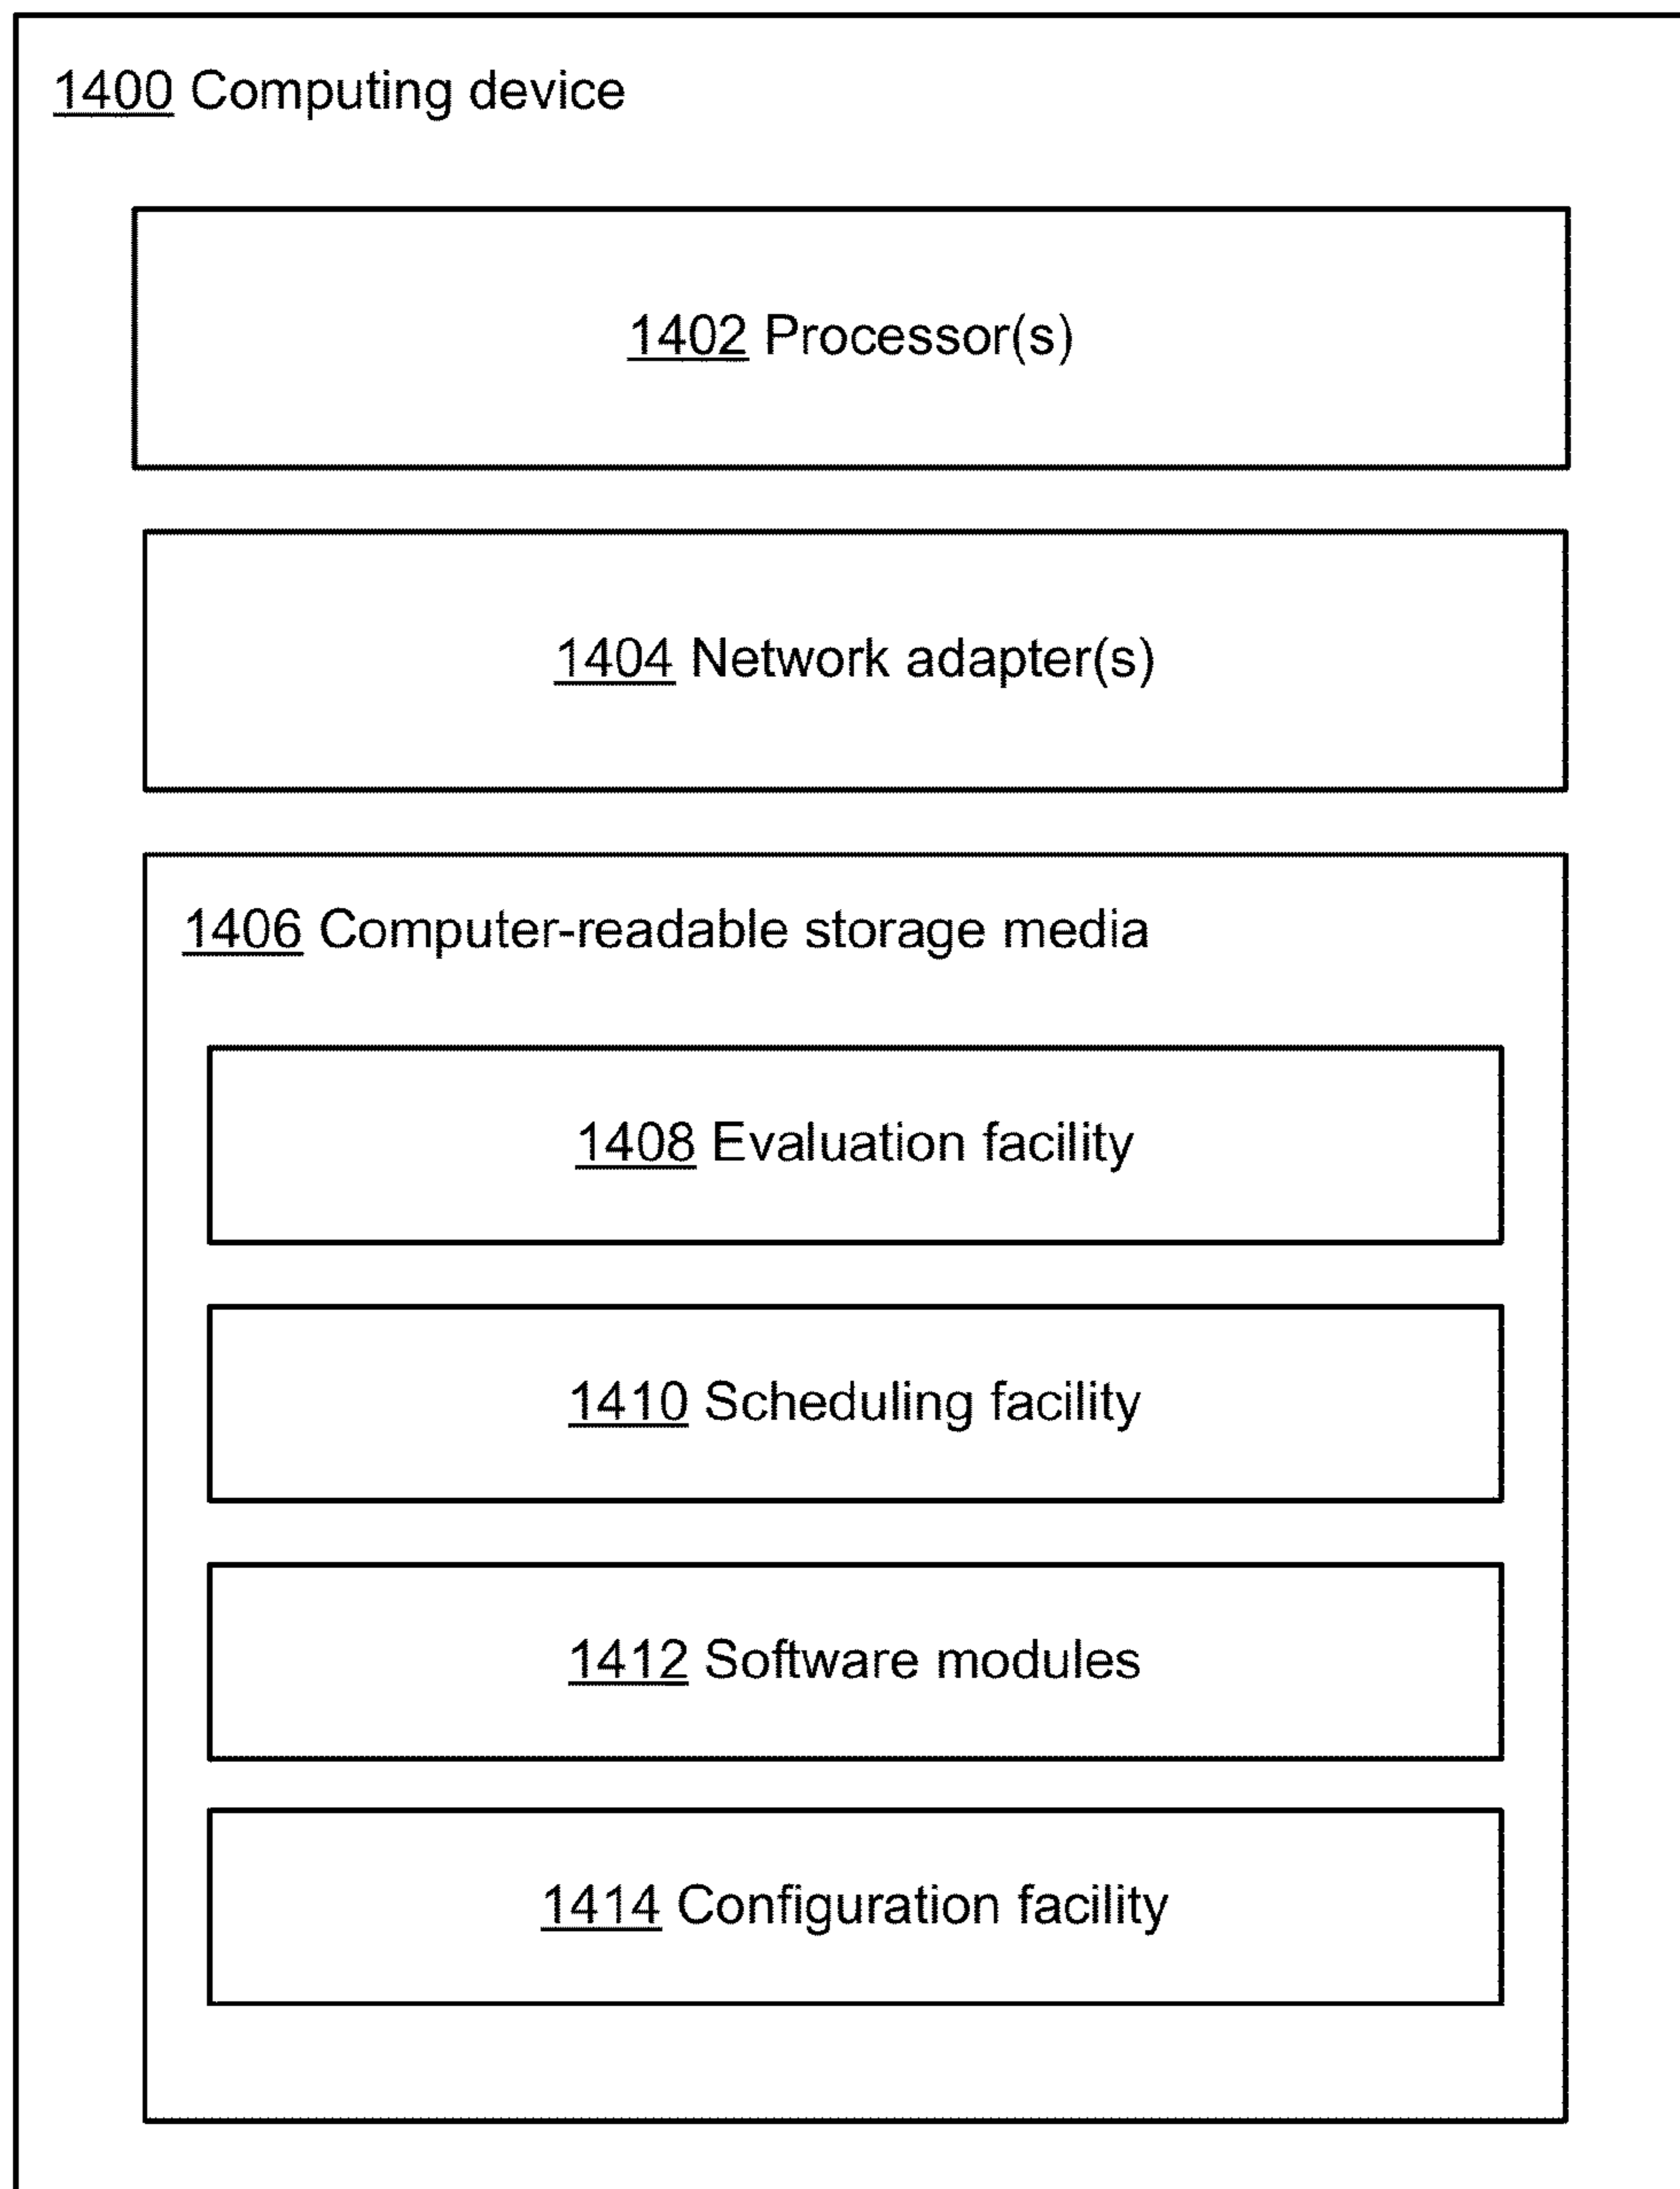 1400 Computing device
1402 Processor(s)
1404 Network adapter(s)
1406 Computer-readable storage media
1408 Evaluation facility
1410 Scheduling facility
1412 Software modules
1414 Configuration facility